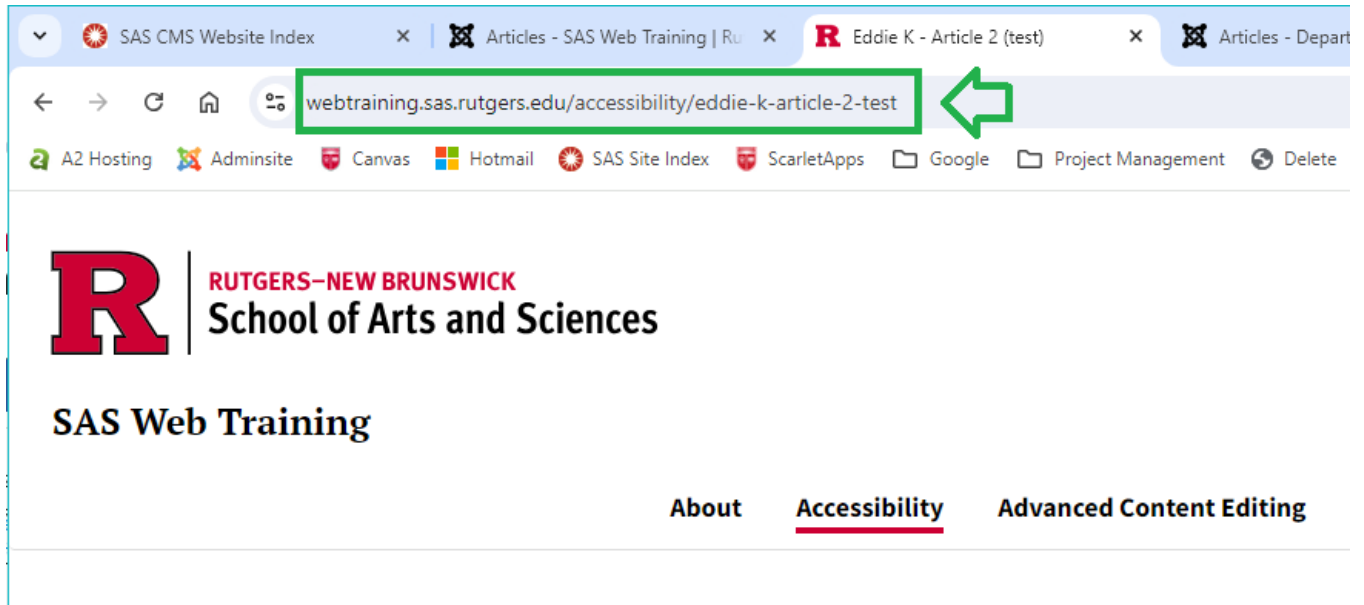 SAS CMS Website Index
Articles - SAS Web Training | Ru
Eddie K - Article 2 (test)
Articles - Depart
webtraining.sas.rutgers.edu/accessibility/eddie-k-article-2-test
A2 Hosting Adminsite Canvas Hotmail SAS Site Index ScarletApps Google Project Management Delete
R
RUTGERS–NEW BRUNSWICK
School of Arts and Sciences
SAS Web Training
About Accessibility Advanced Content Editing